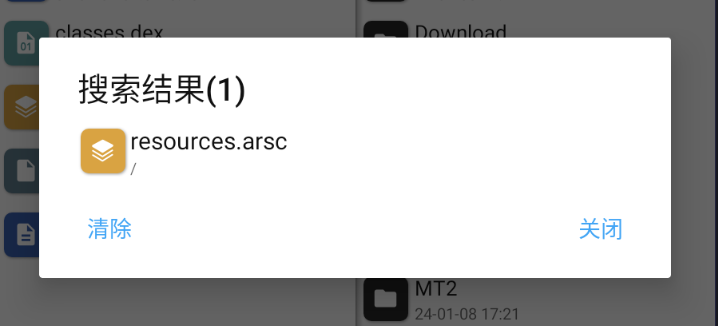 classes.dex
Download
搜索结果(1)
01
resources.arsc
/
清除
关闭
MT2
24-01-08 17:21